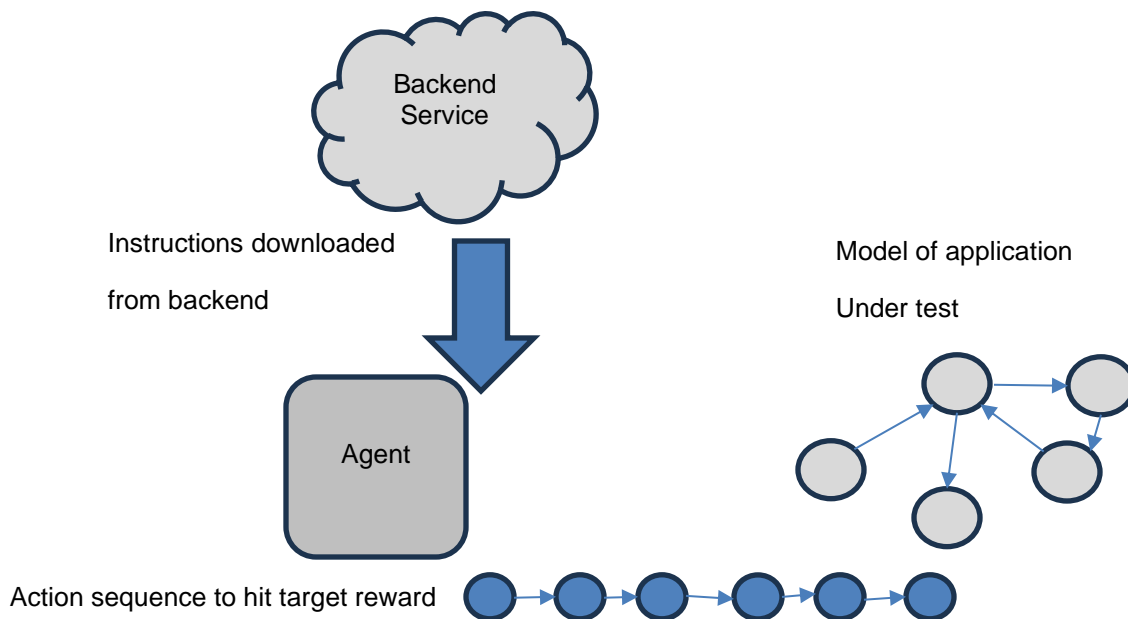 Backend
Service
Instructions downloaded
from backend
Model of application
Under test
Agent
Action sequence to hit target reward